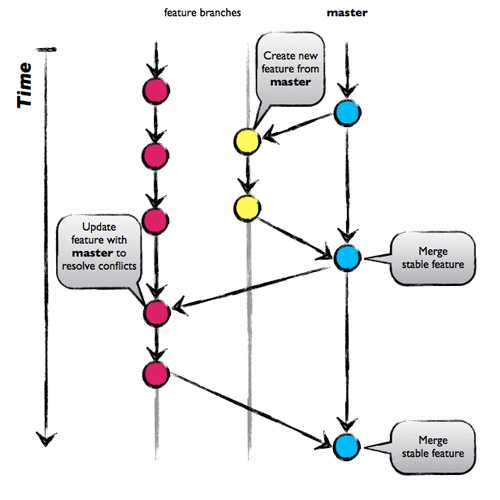 feature branches
master
Time
Create new
feature from
master
Update
feature with
master to
resolve conflicts
Merge
stable feature
Merge
stable feature